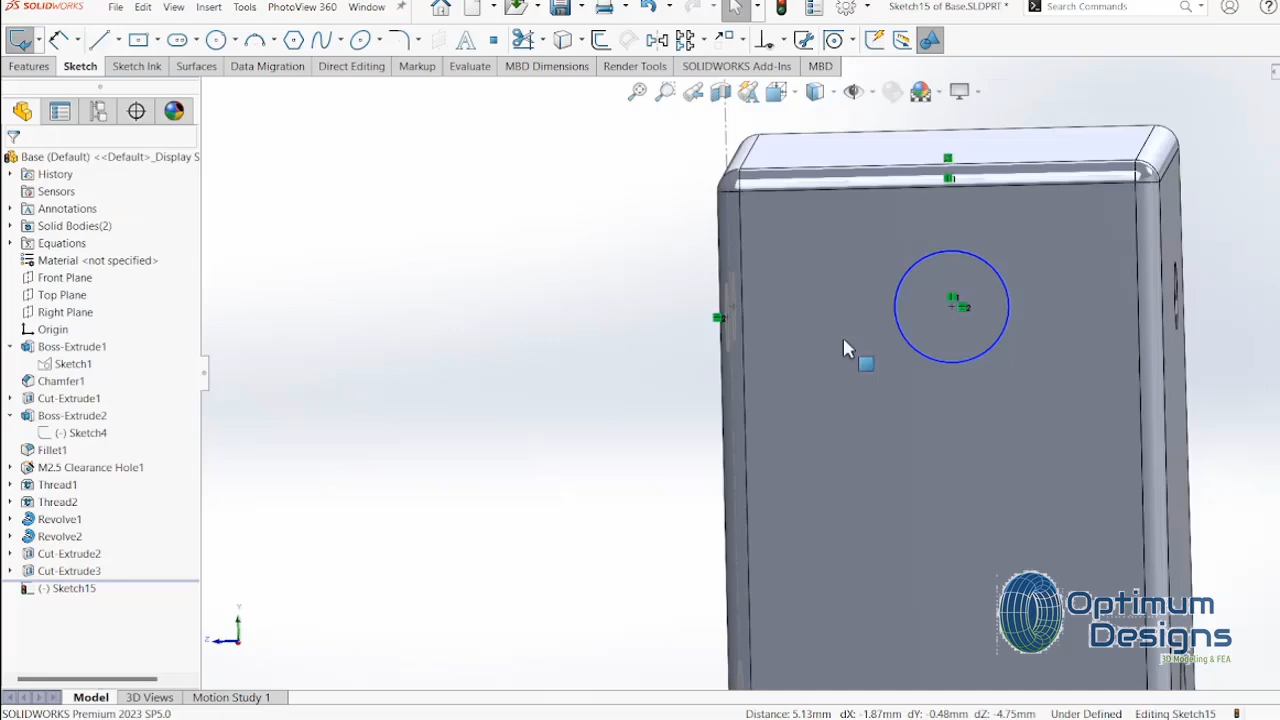 SOLIDWORKS File Edit View Insert Tools PhotoView 360 Window Sketch15 of Base.SLDPRT * Search Commands
Features Sketch Sketch Ink Surfaces Data Migration Direct Editing Markup Evaluate MBD Dimensions Render Tools SOLIDWORKS Add-Ins MBD
Base (Default) <<Default>_Display S
History
Sensors
Annotations
Solid Bodies(2)
Equations
Material <not specified>
Front Plane
Top Plane
Right Plane
Origin
Boss-Extrude1
Sketch1
Chamfer1
Cut-Extrude1
Boss-Extrude2
(-) Sketch4
Fillet1
M2.5 Clearance Hole1
Thread1
Thread2
Revolve1
Revolve2
Cut-Extrude2
Cut-Extrude3
(-) Sketch15
1
1
2
2
Y
Z
Optimum
Designs
3D Modeling & FEA
Model 3D Views Motion Study 1
SOLIDWORKS Premium 2023 SP5.0 Distance: 5.13mm dX: -1.87mm dY: -0.48mm dZ: -4.75mm Under Defined Editing Sketch15